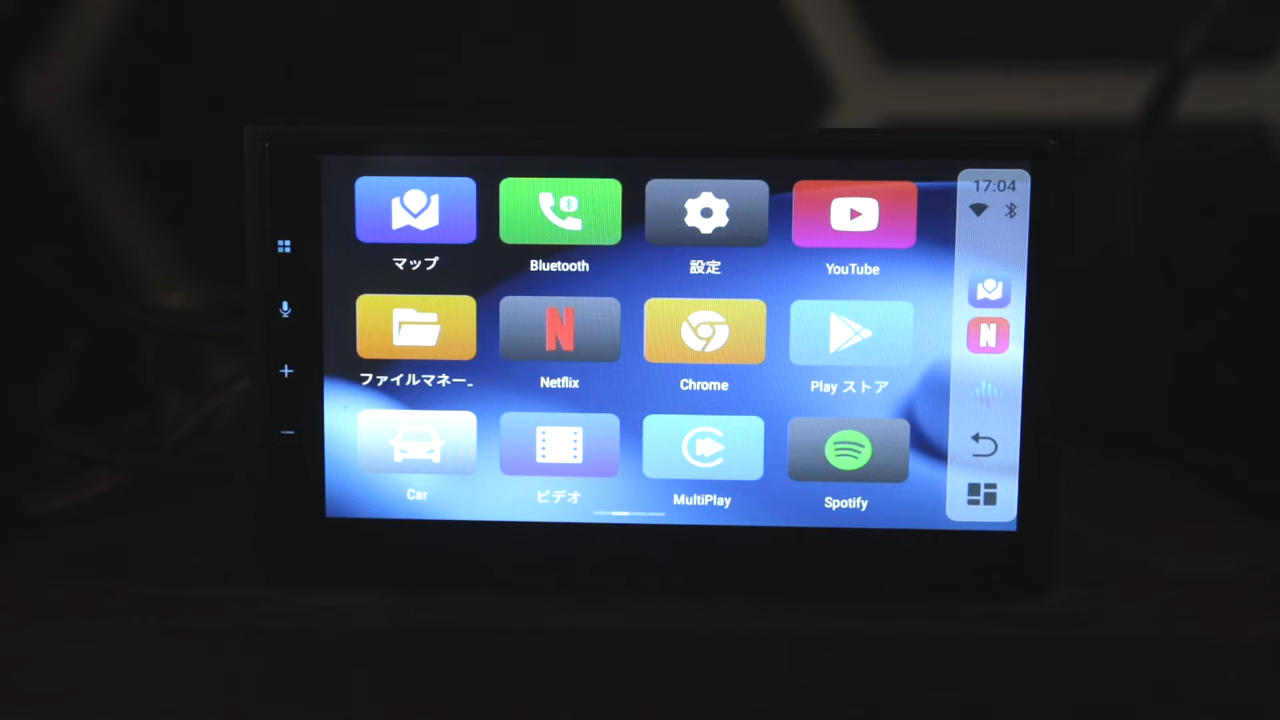 17:04
マップ
Bluetooth
設定
YouTube
ファイルマネー..
Netflix
Chrome
Play ストア
Car
ビデオ
MultiPlay
Spotify